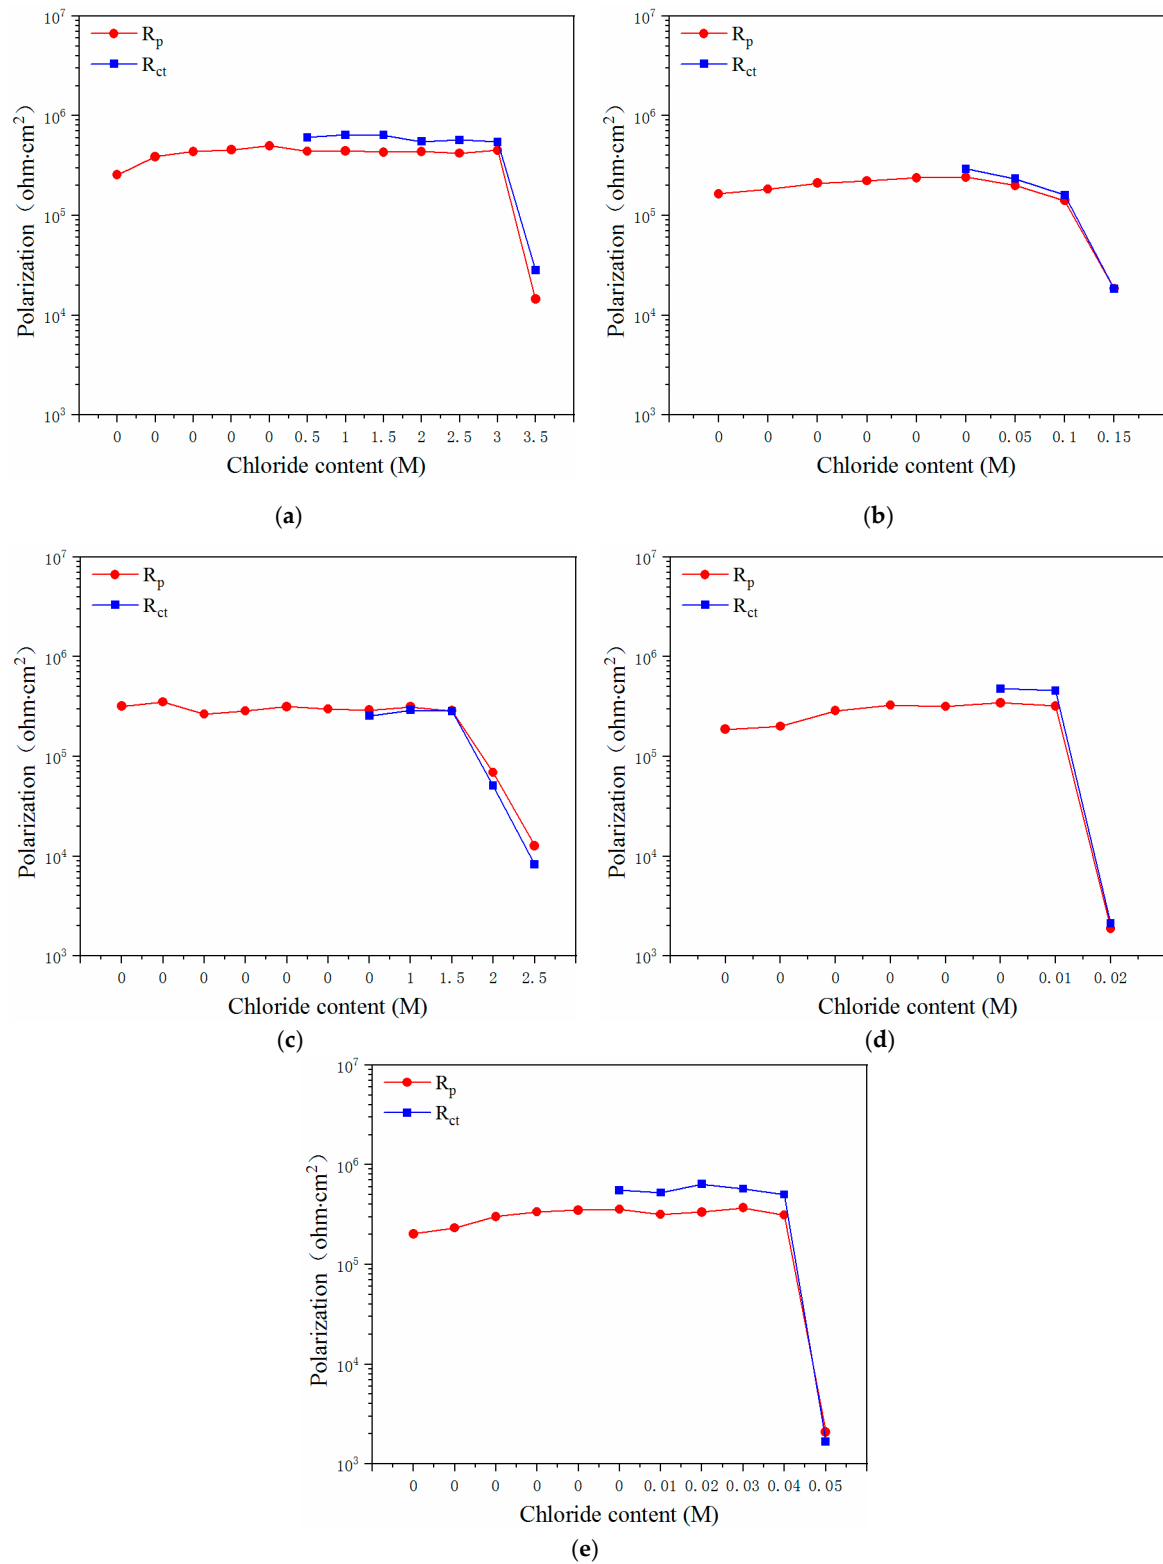 10⁷
10⁶
10⁵
10⁴
10³
Polarization（ohm·cm²）
Rₚ
R_ct
0 0 0 0 0 0.5 1 1.5 2 2.5 3 3.5
Chloride content (M)
(a)
10⁷
10⁶
10⁵
10⁴
10³
Polarization（ohm·cm²）
Rₚ
R_ct
0 0 0 0 0 0 0.05 0.1 0.15
Chloride content (M)
(b)
10⁷
10⁶
10⁵
10⁴
10³
Polarization（ohm·cm²）
Rₚ
R_ct
0 0 0 0 0 0 0 1 1.5 2 2.5
Chloride content (M)
(c)
10⁷
10⁶
10⁵
10⁴
10³
Polarization（ohm·cm²）
Rₚ
R_ct
0 0 0 0 0 0 0.01 0.02
Chloride content (M)
(d)
10⁷
10⁶
10⁵
10⁴
10³
Polarization（ohm·cm²）
Rₚ
R_ct
0 0 0 0 0 0 0.01 0.02 0.03 0.04 0.05
Chloride content (M)
(e)